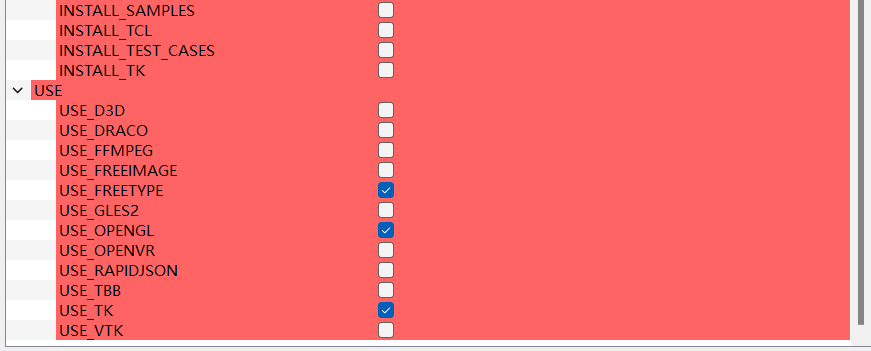 INSTALL_SAMPLES
INSTALL_TCL
INSTALL_TEST_CASES
INSTALL_TK
USE
USE_D3D
USE_DRACO
USE_FFMPEG
USE_FREEIMAGE
USE_FREETYPE
USE_GLES2
USE_OPENGL
USE_OPENVR
USE_RAPIDJSON
USE_TBB
USE_TK
USE_VTK